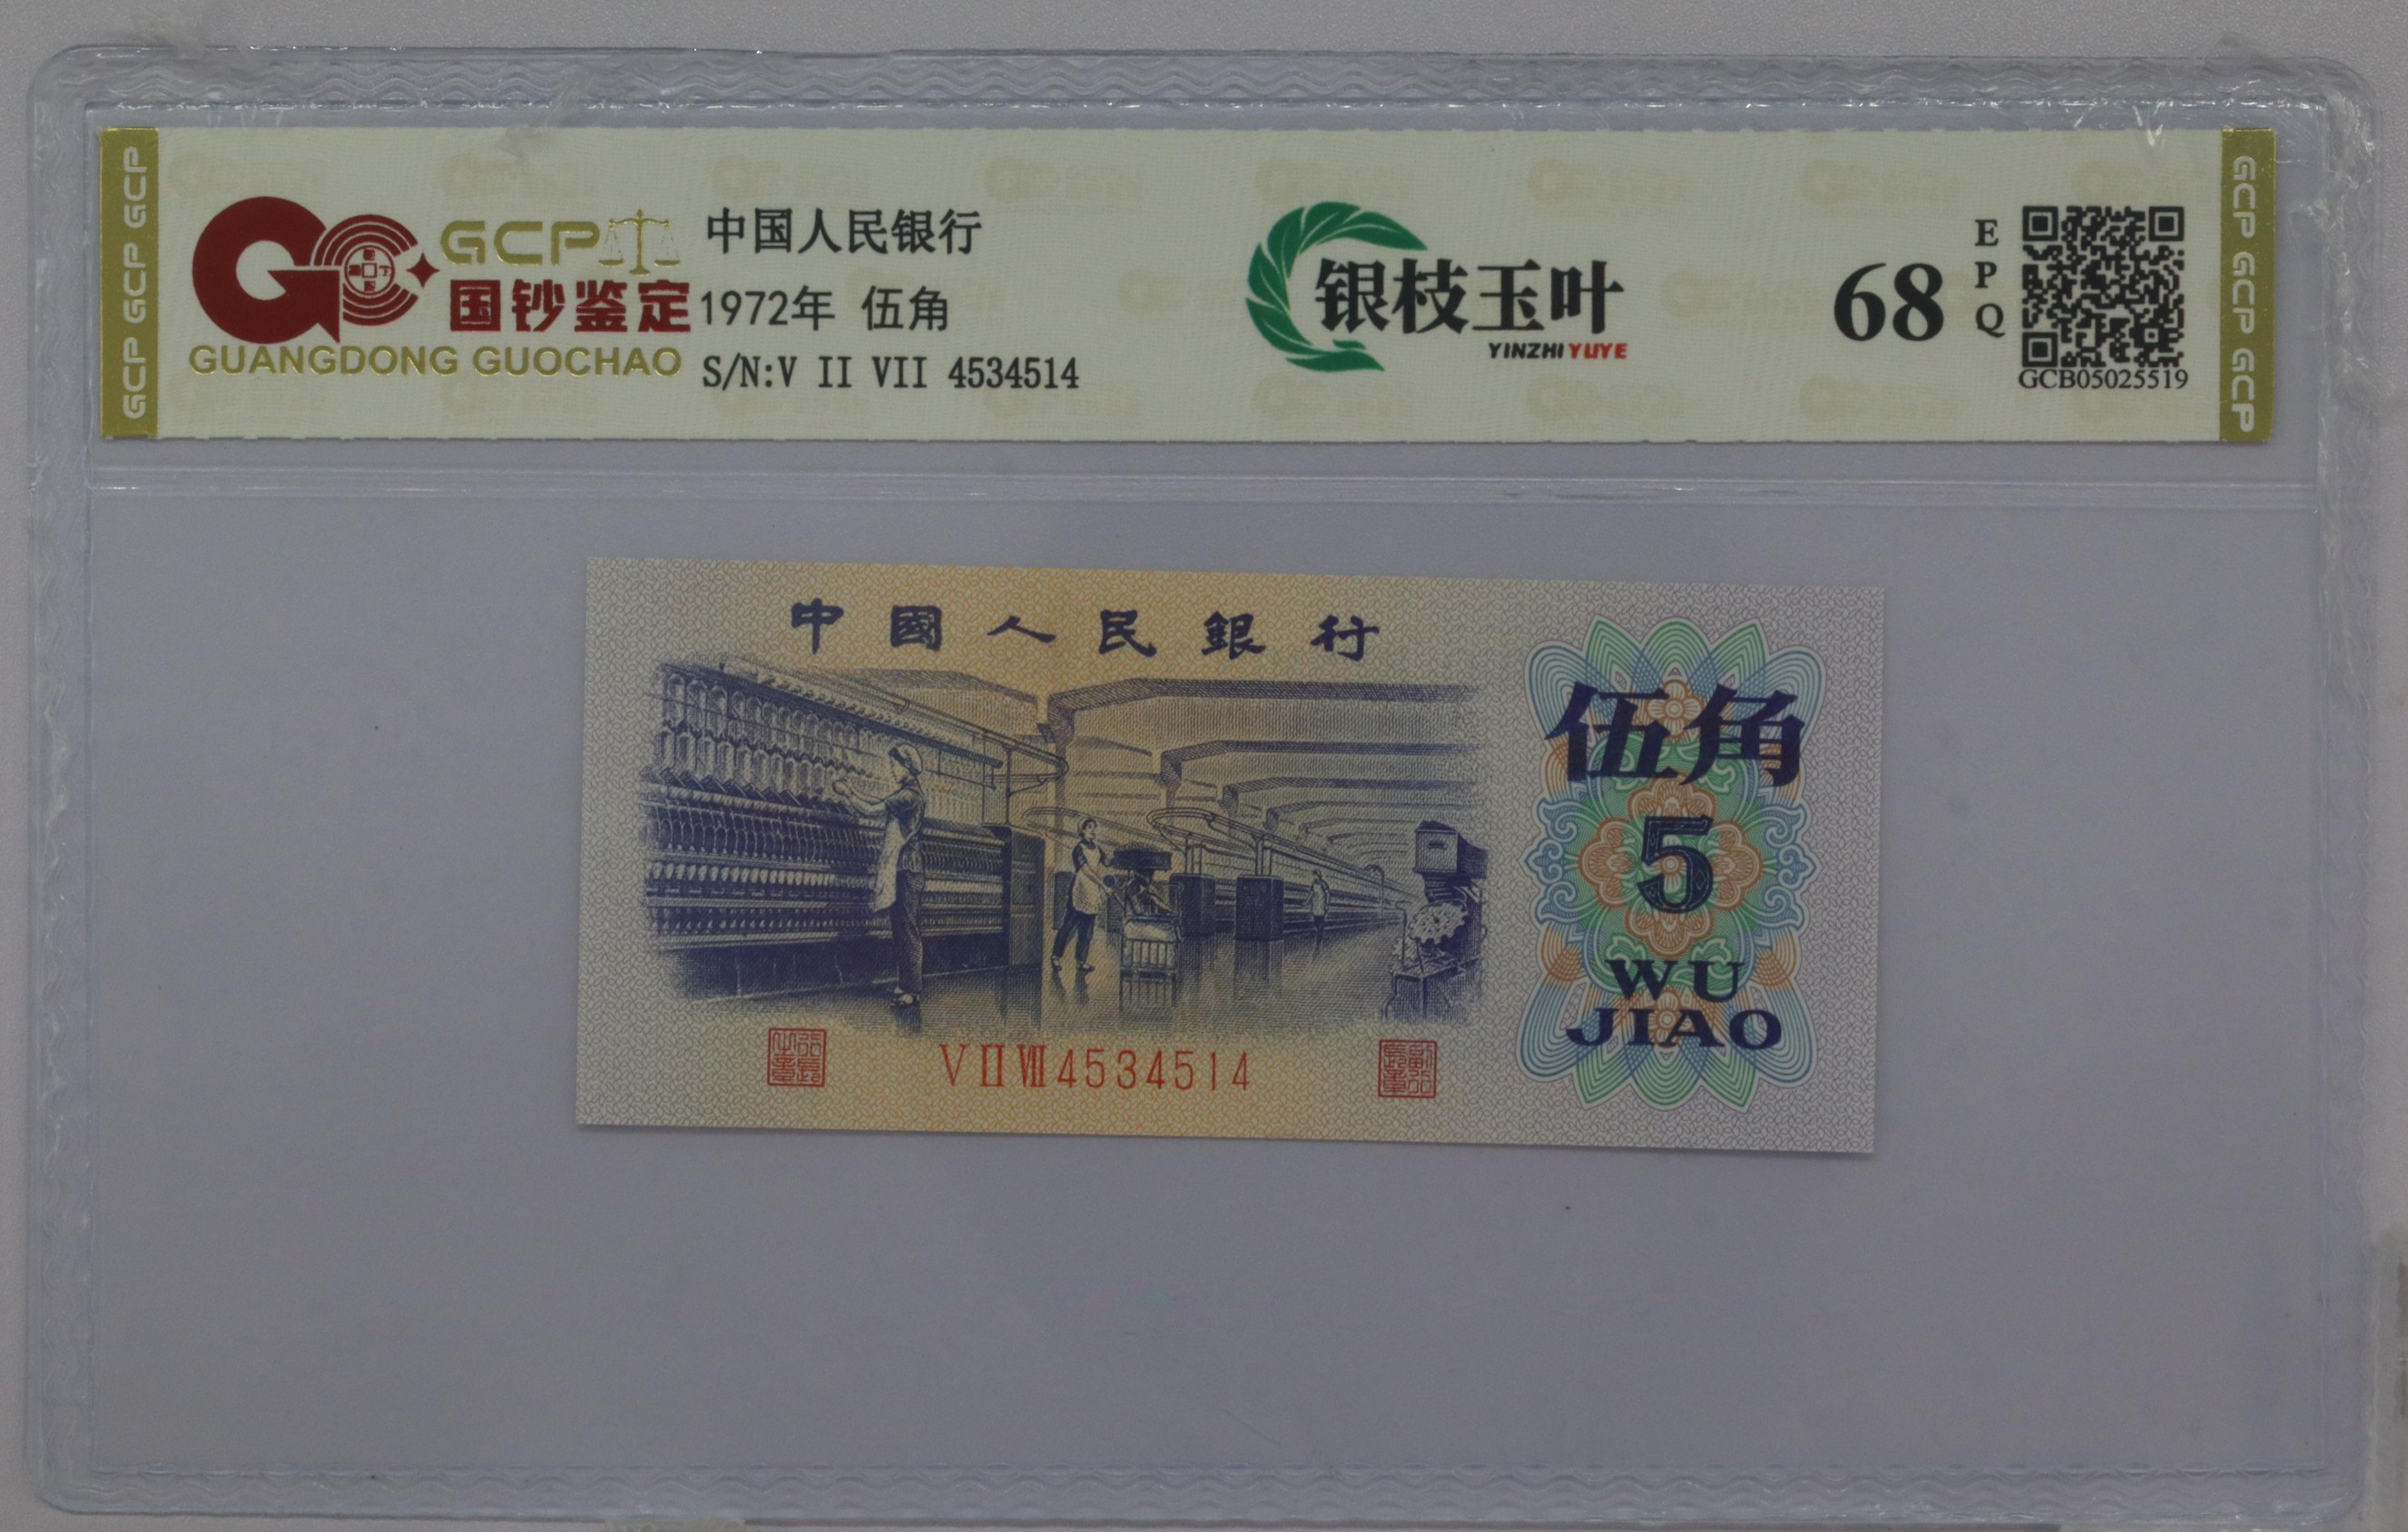 GCP GCP GCP
GCP
国钞鉴定
GUANGDONG GUOCHAO
中国人民银行
1972年 伍角
S/N:V II VII 4534514
银枝玉叶
YINZHI YUYE
68
EPQ
GCB05025519
GCP GCP GCP
中國人民銀行
伍角
5
WU
JIAO
V II VII 4534514